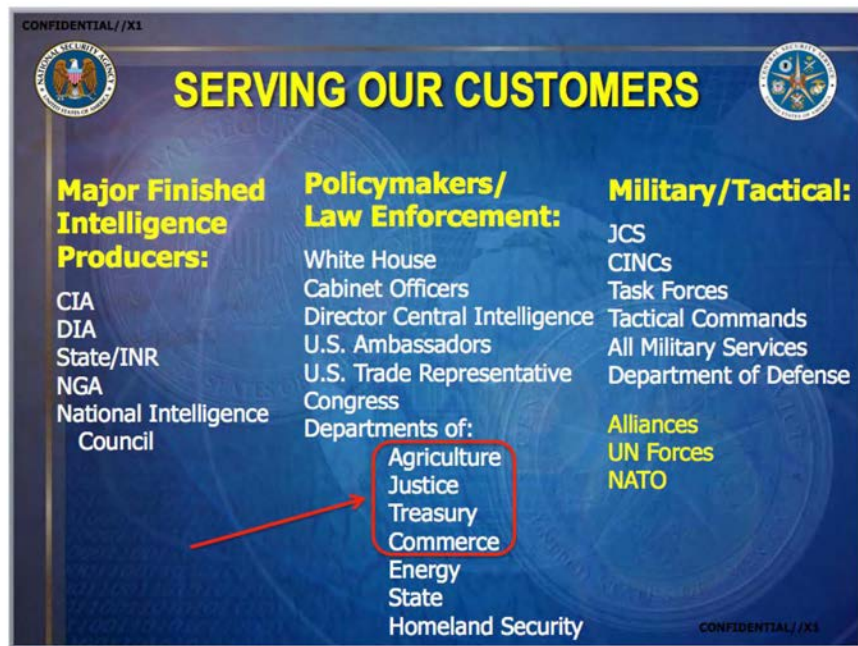 CONFIDENTIAL//X1
SERVING OUR CUSTOMERS
Major Finished
Intelligence
Producers:
CIA
DIA
State/INR
NGA
National Intelligence
Council
Policymakers/
Law Enforcement:
White House
Cabinet Officers
Director Central Intelligence
U.S. Ambassadors
U.S. Trade Representative
Congress
Departments of:
Agriculture
Justice
Treasury
Commerce
Energy
State
Homeland Security
Military/Tactical:
JCS
CINCs
Task Forces
Tactical Commands
All Military Services
Department of Defense
Alliances
UN Forces
NATO
CONFIDENTIAL//X1